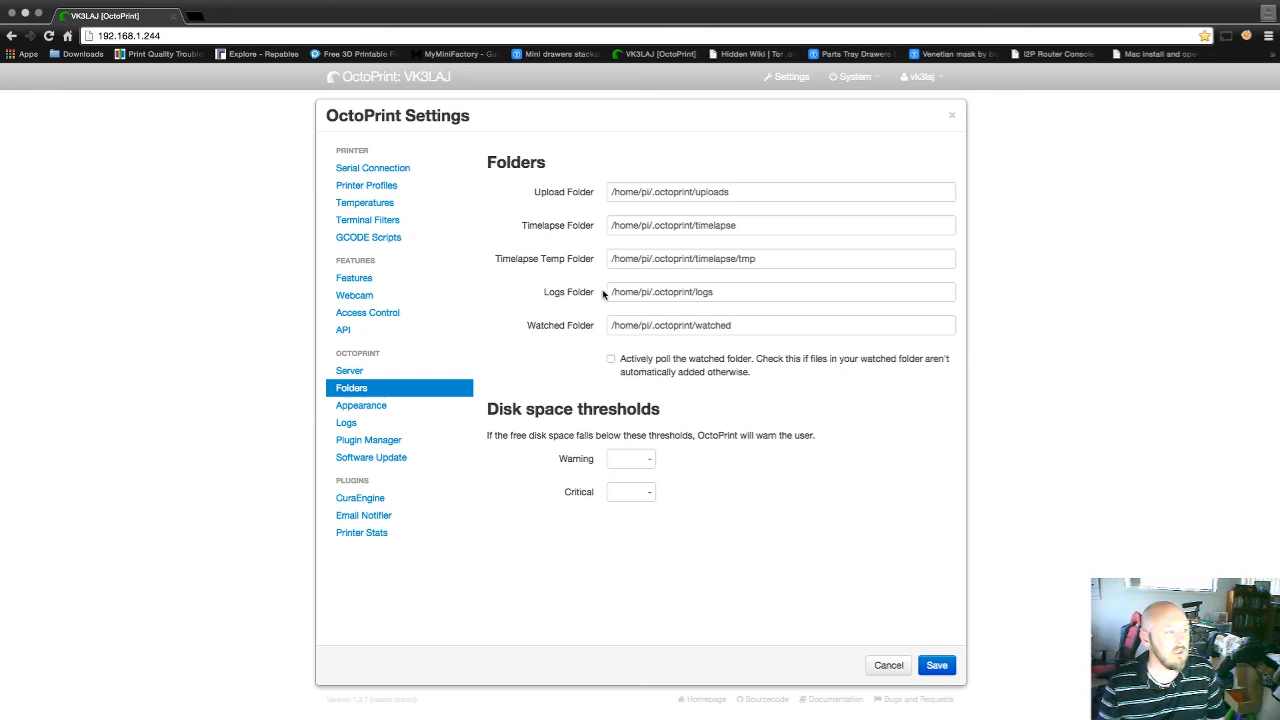 VK3LAJ [OctoPrint]
192.168.1.244
Apps Downloads Print Quality Trouble Explore - Repables Free 3D Printable F MyMiniFactory - Gu Mini drawers stacka VK3LAJ [OctoPrint] Hidden Wiki | Tor .o Parts Tray Drawers Venetian mask by bo I2P Router Console Mac Install and ope
OctoPrint: VK3LAJ Settings System vk3laj
OctoPrint Settings
PRINTER
Serial Connection
Printer Profiles
Temperatures
Terminal Filters
GCODE Scripts
FEATURES
Features
Webcam
Access Control
API
OCTOPRINT
Server
Folders
Appearance
Logs
Plugin Manager
Software Update
PLUGINS
CuraEngine
Email Notifier
Printer Stats
Folders
Upload Folder /home/pi/.octoprint/uploads
Timelapse Folder /home/pi/.octoprint/timelapse
Timelapse Temp Folder /home/pi/.octoprint/timelapse/tmp
Logs Folder /home/pi/.octoprint/logs
Watched Folder /home/pi/.octoprint/watched
Actively poll the watched folder. Check this if files in your watched folder aren't
automatically added otherwise.
Disk space thresholds
If the free disk space falls below these thresholds, OctoPrint will warn the user.
Warning -
Critical -
Cancel Save
Homepage Sourcecode Documentation Bugs and Requests